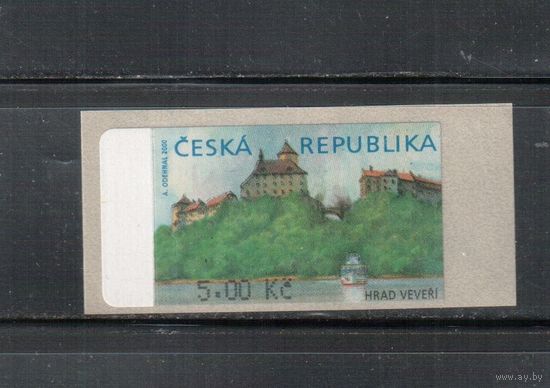 ČESKÁ REPUBLIKA
A. ODEHNAL 2000
5.00 Kč
HRAD VEVEŘÍ
www.ay.by